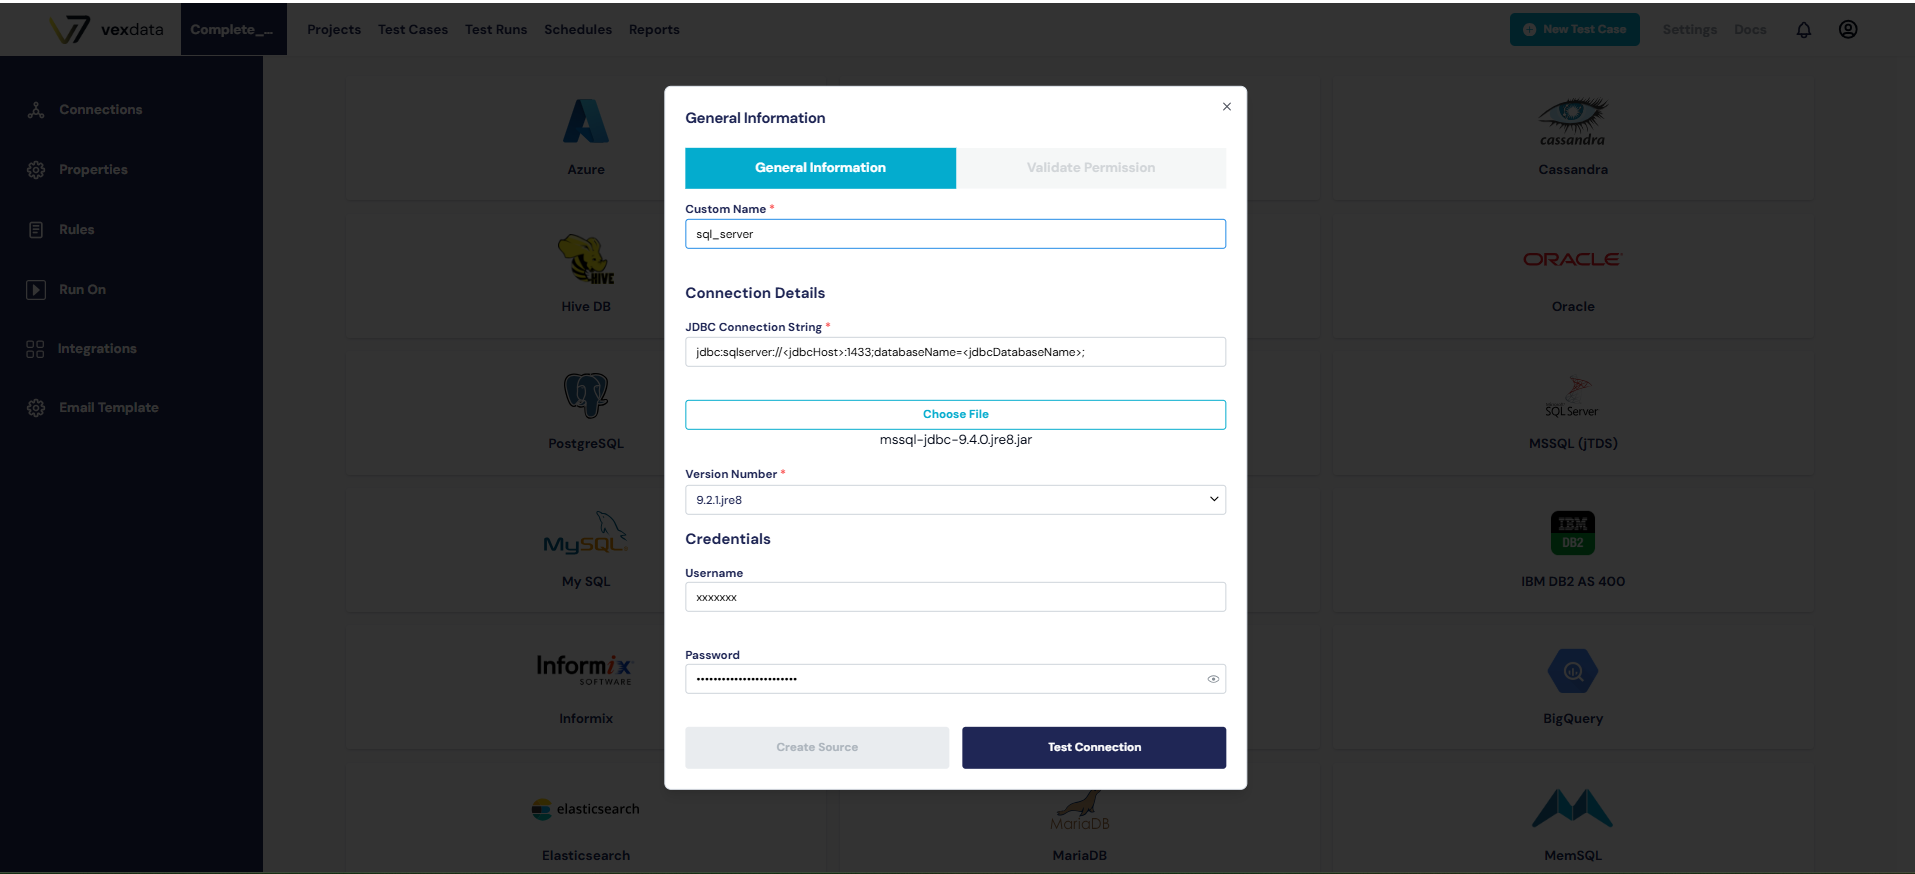 vexdata
Complete_...
Projects
Test Cases
Test Runs
Schedules
Reports
New Test Case
Settings
Docs
Connections
Properties
Rules
Run On
Integrations
Email Template
Azure
cassandra
Cassandra
HIVE
Hive DB
ORACLE
Oracle
PostgreSQL
SQL Server
MSSQL (jTDS)
MySQL
My SQL
IBM
DB2
IBM DB2 AS 400
Informix
SOFTWARE
Informix
BigQuery
elasticsearch
Elasticsearch
MariaDB
MariaDB
MemSQL
General Information
General Information
Validate Permission
Custom Name *
sql_server
Connection Details
JDBC Connection String *
jdbc:sqlserver://<jdbcHost>:1433;databaseName=<jdbcDatabaseName>;
Choose File
mssql-jdbc-9.4.0.jre8.jar
Version Number *
9.2.1.jre8
Credentials
Username
xxxxxxx
Password
Create Source
Test Connection